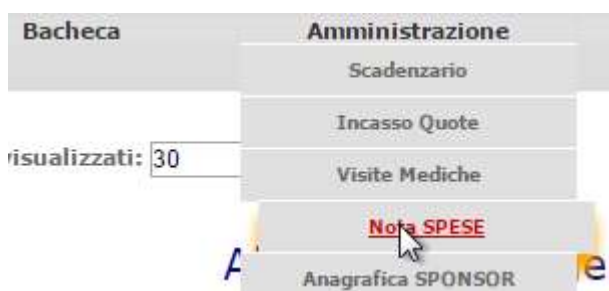 Bacheca Amministrazione
Scadenzario
Incasso Quote
visualizzati: 30
Visite Mediche
Nota SPESE
Anagrafica SPONSOR